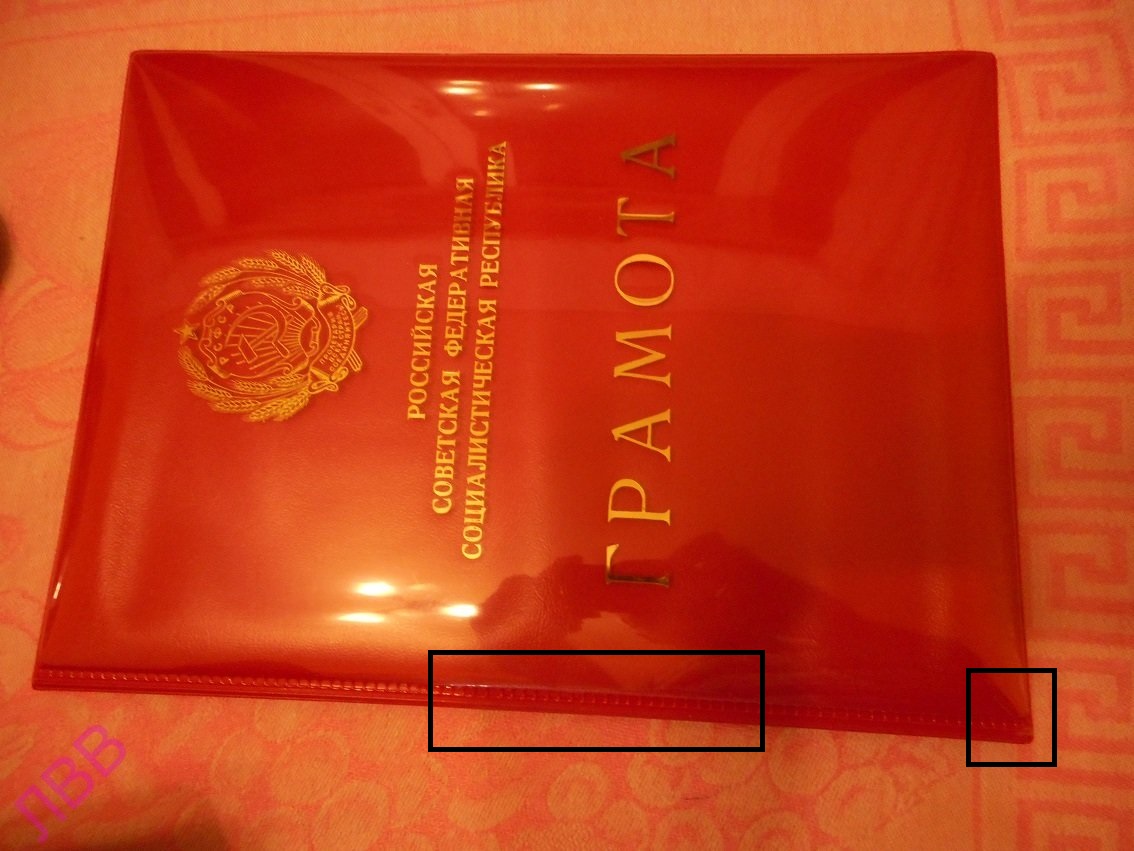 РОССИЙСКАЯ
СОВЕТСКАЯ ФЕДЕРАТИВНАЯ
СОЦИАЛИСТИЧЕСКАЯ РЕСПУБЛИКА
ГРАМОТА
ЛВВ